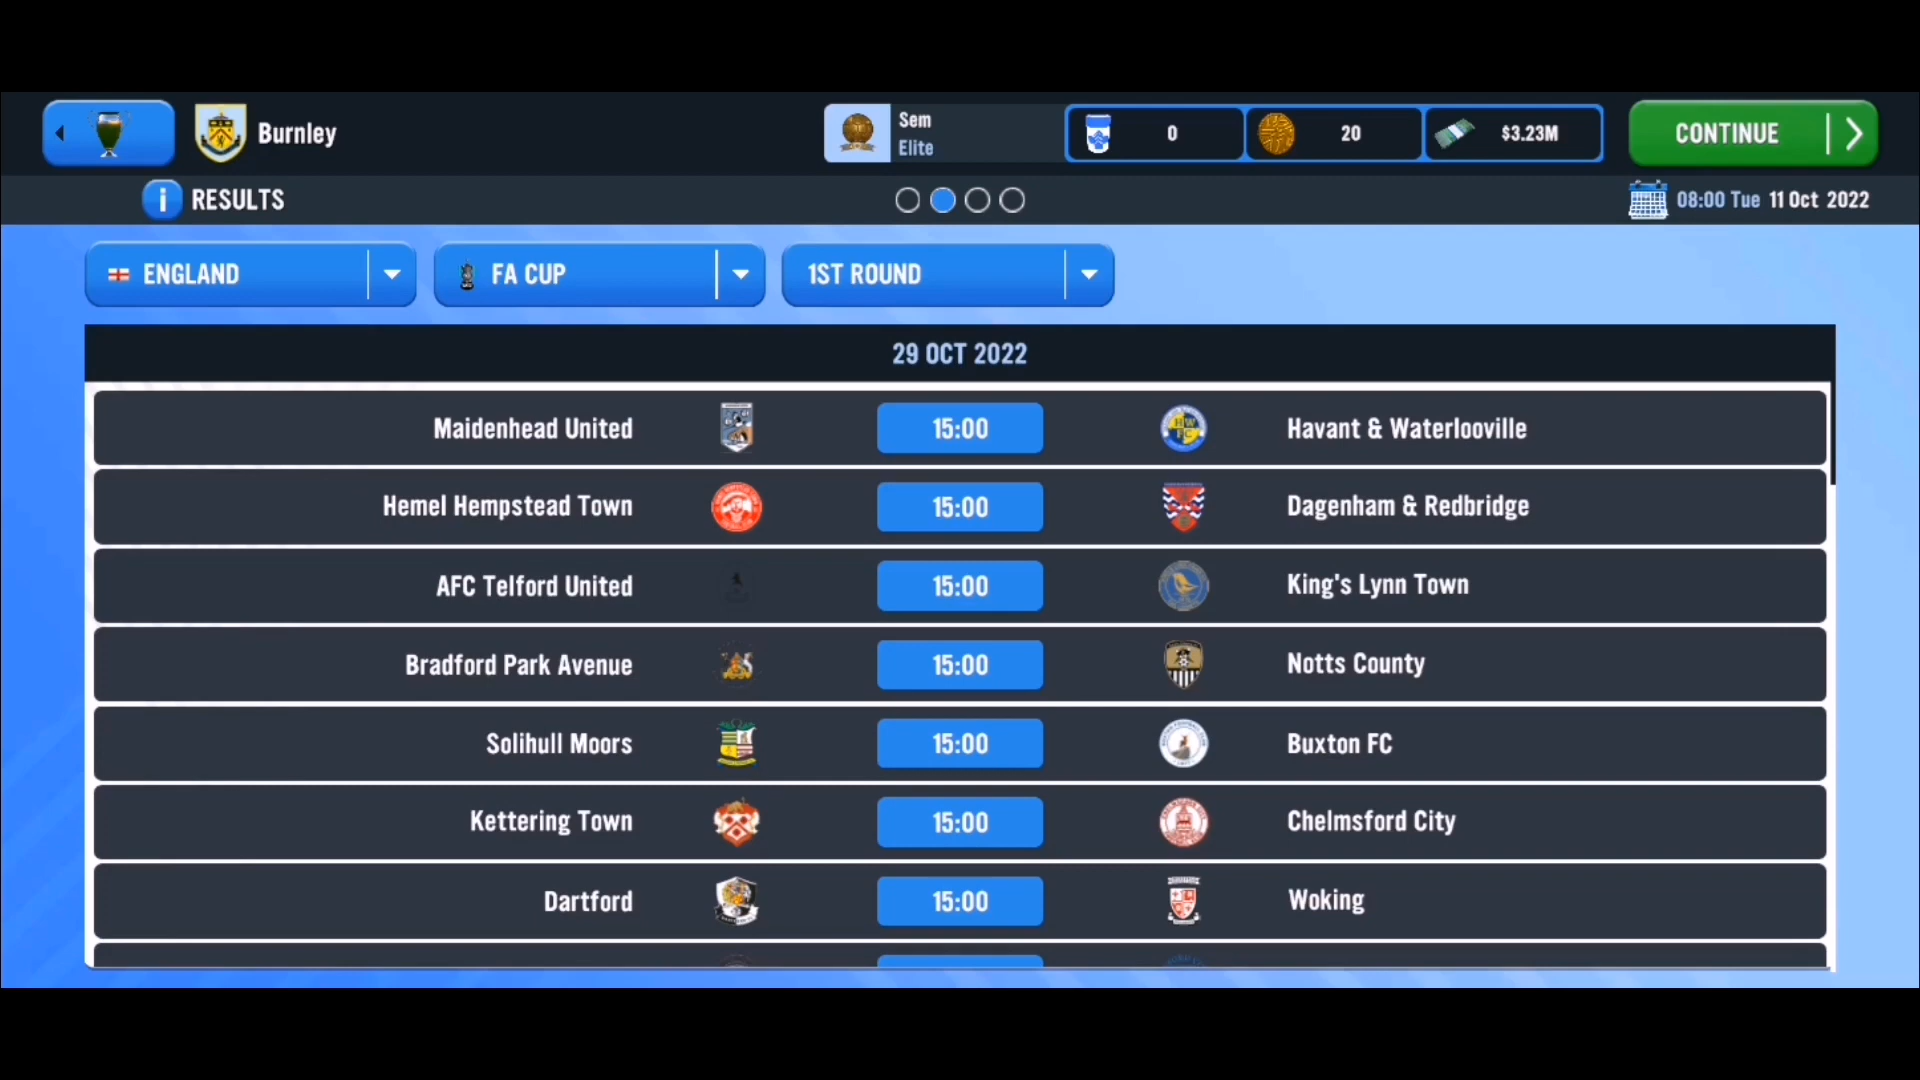 Burnley
Sem
Elite
0
20
$3.23M
CONTINUE
RESULTS
08:00 Tue 11 Oct 2022
ENGLAND
FA CUP
1ST ROUND
29 OCT 2022
Maidenhead United 15:00 Havant & Waterlooville
Hemel Hempstead Town 15:00 Dagenham & Redbridge
AFC Telford United 15:00 King's Lynn Town
Bradford Park Avenue 15:00 Notts County
Solihull Moors 15:00 Buxton FC
Kettering Town 15:00 Chelmsford City
Dartford 15:00 Woking